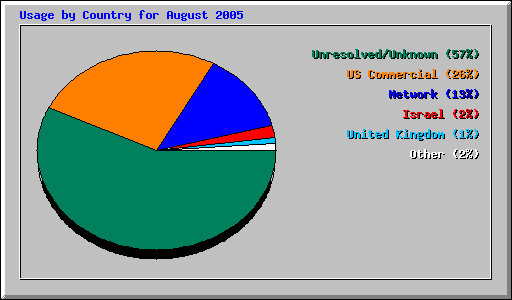 Usage by Country for August 2005
Unresolved/Unknown (57%)
US Commercial (26%)
Network (13%)
Israel (2%)
United Kingdom (1%)
Other (2%)